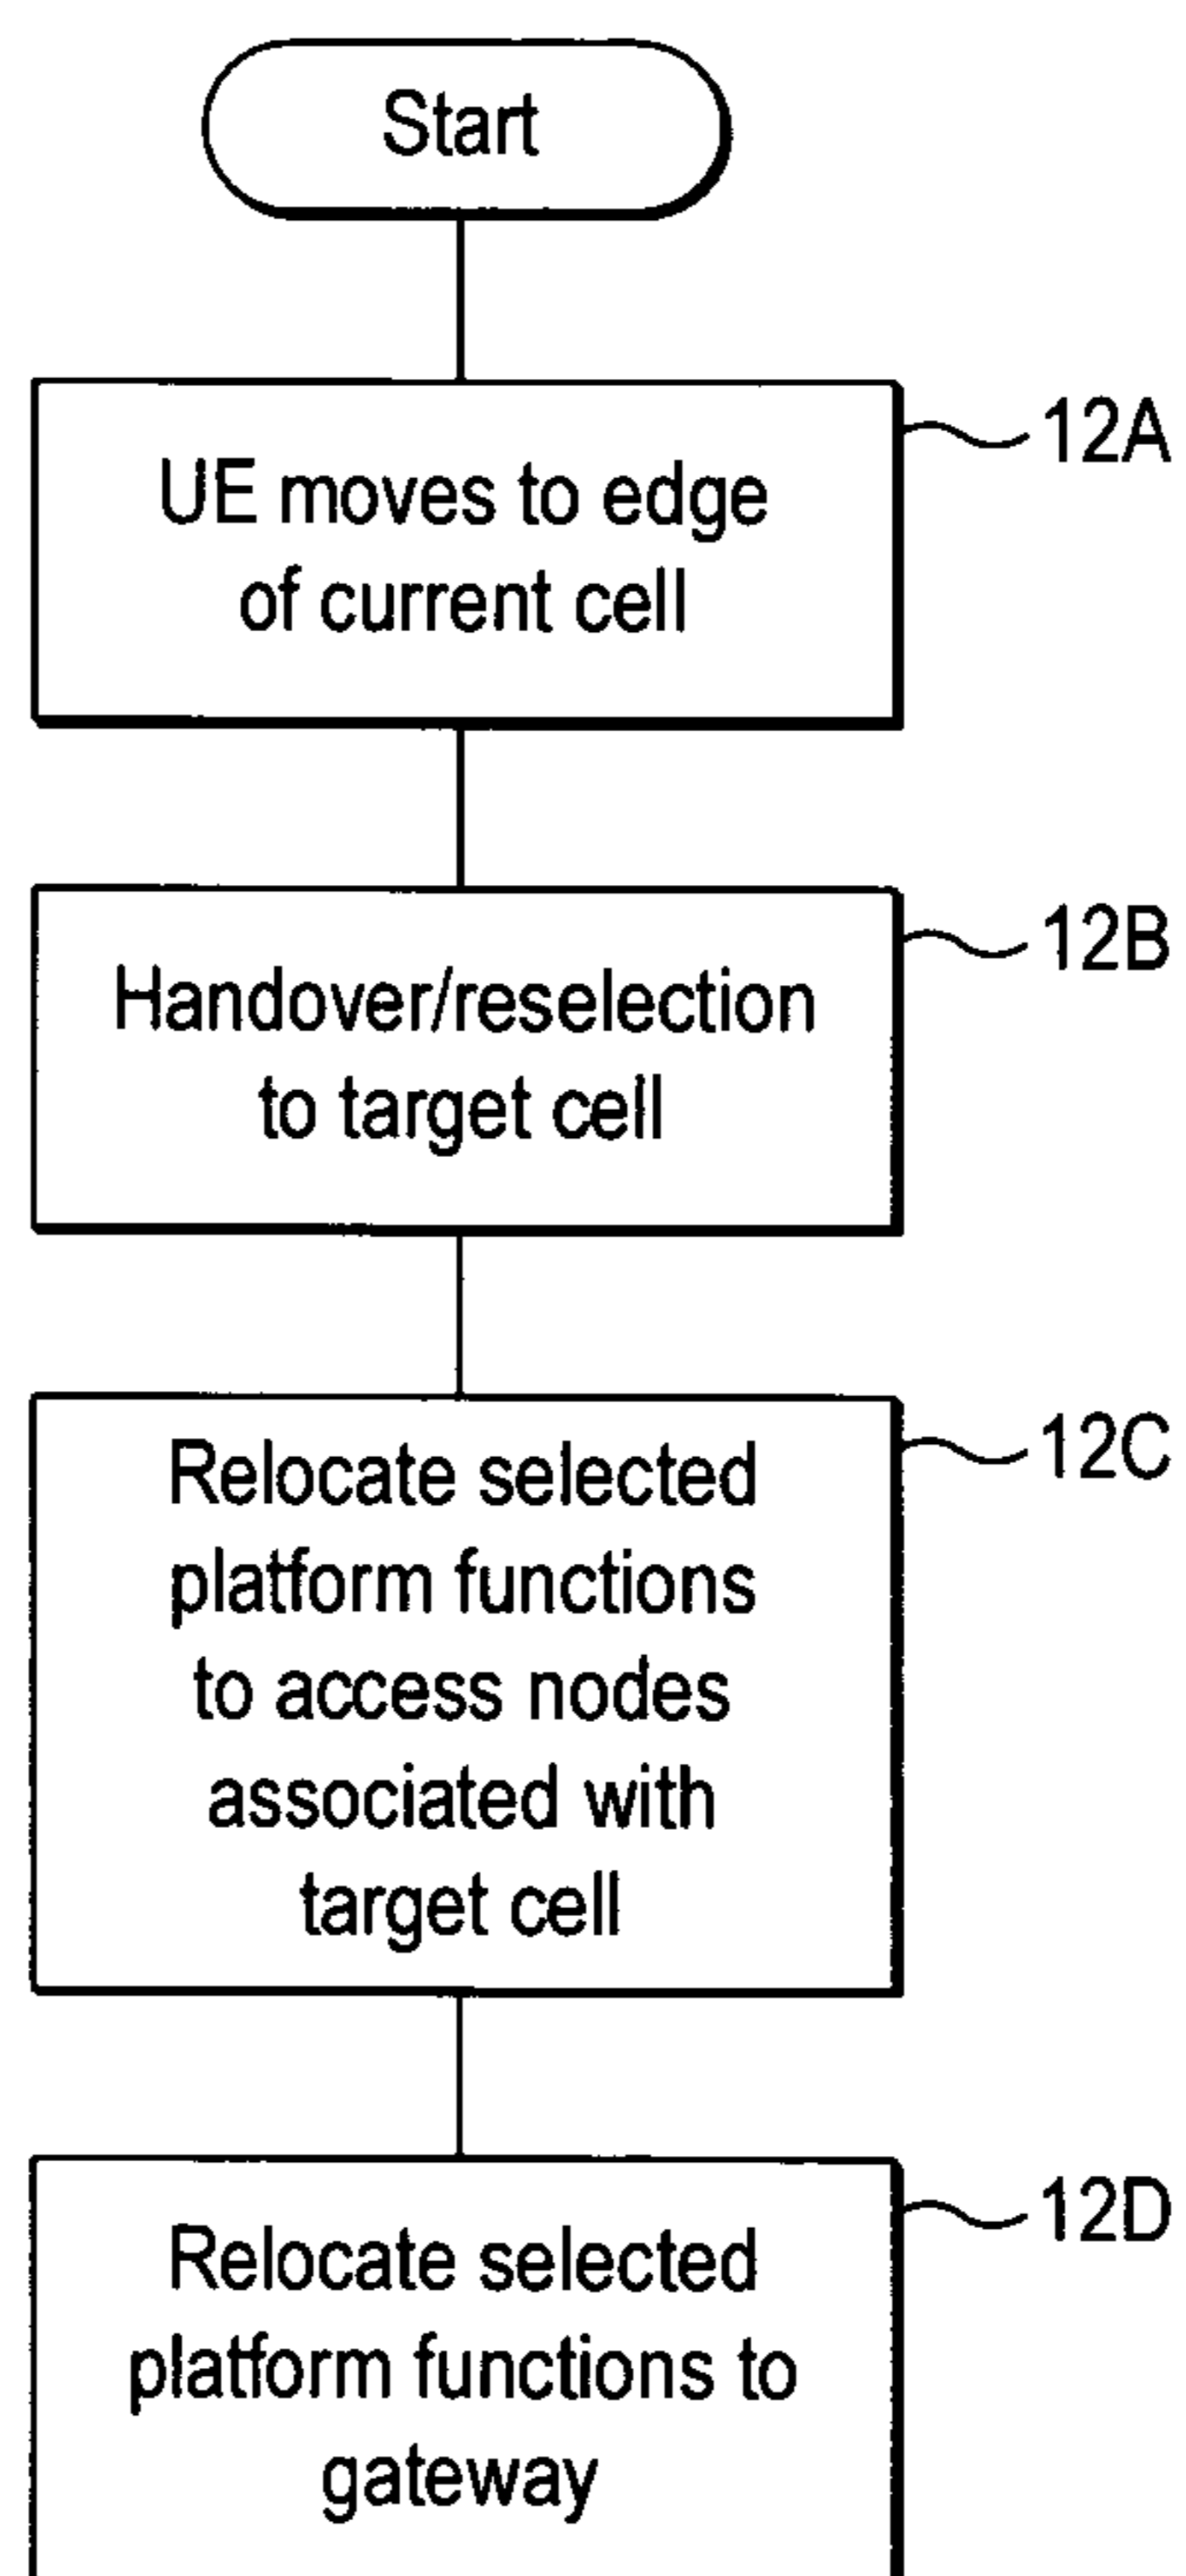 Start
UE moves to edge
of current cell
12A
Handover/reselection
to target cell
12B
Relocate selected
platform functions
to access nodes
associated with
target cell
12C
Relocate selected
platform functions to
gateway
12D